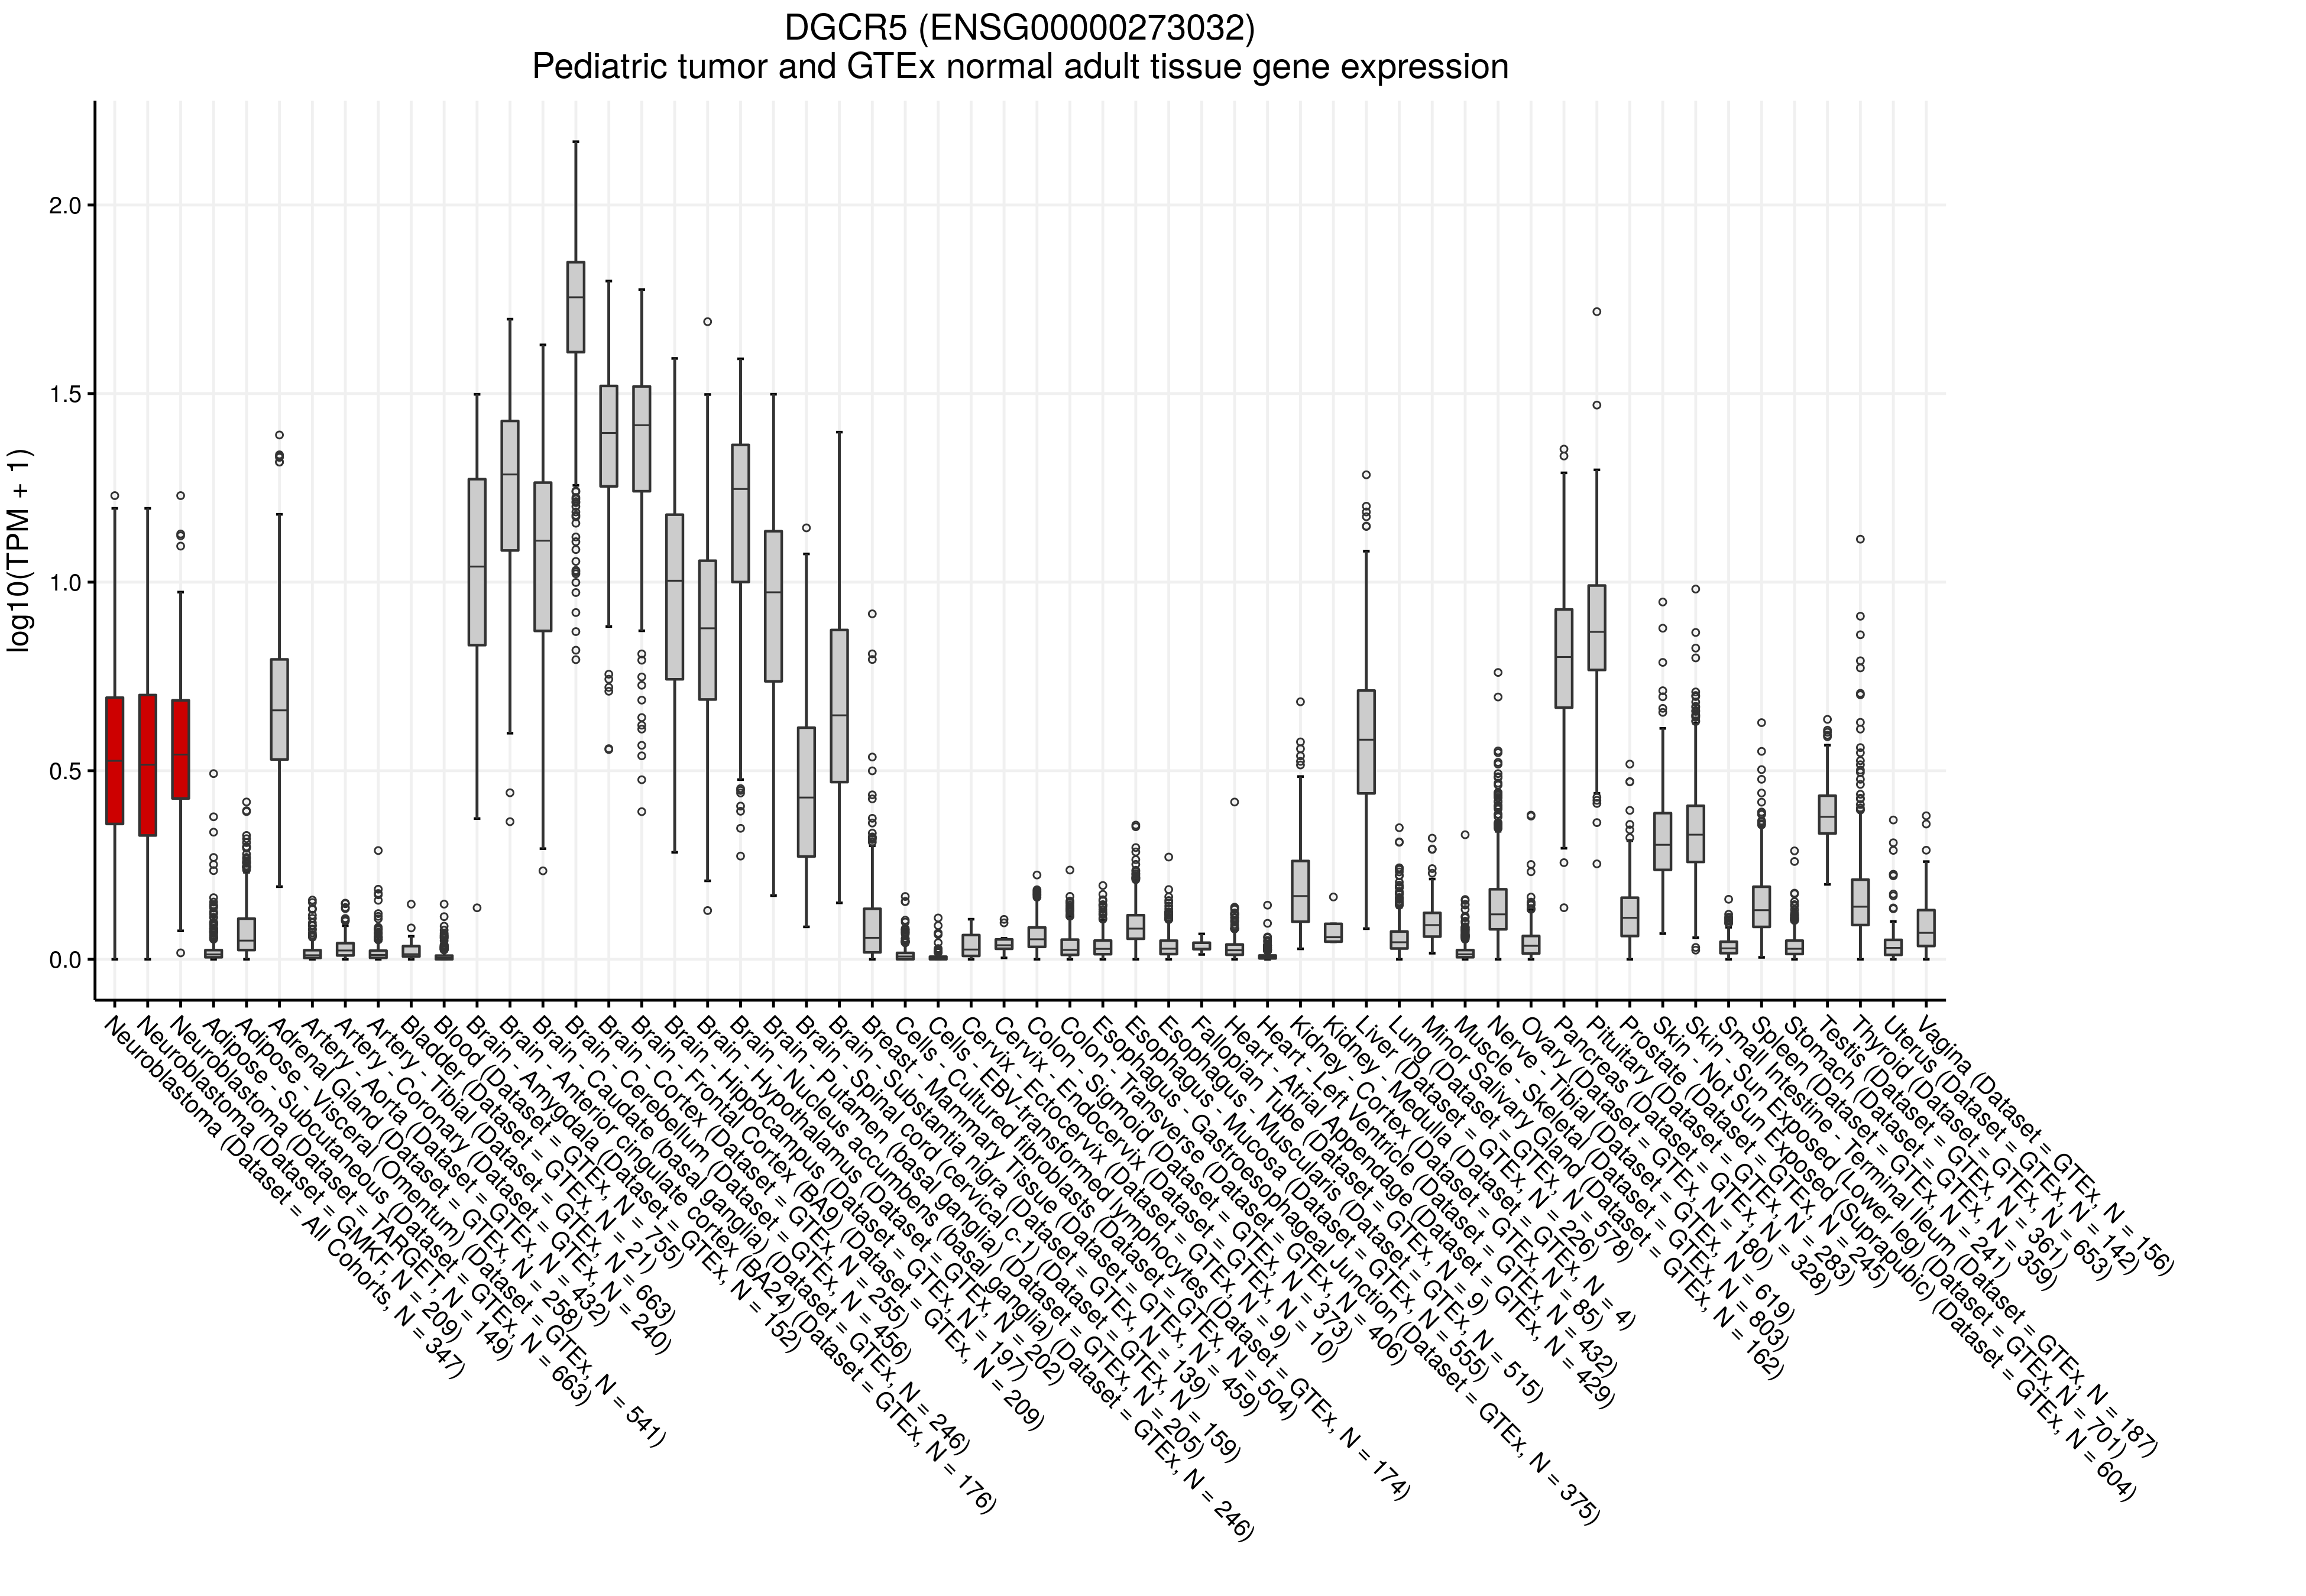 DGCR5 (ENSG00000273032)
Pediatric tumor and GTEx normal adult tissue gene expression
log10(TPM + 1)
2.0
1.5
1.0
0.5
0.0
Neuroblastoma (Dataset = All Cohorts, N = 347)
Neuroblastoma (Dataset = GMKF, N = 209)
Neuroblastoma (Dataset = TARGET, N = 149)
Adipose - Subcutaneous (Dataset = GTEx, N = 663)
Adipose - Visceral (Omentum) (Dataset = GTEx, N = 541)
Adrenal Gland (Dataset = GTEx, N = 258)
Artery - Aorta (Dataset = GTEx, N = 432)
Artery - Coronary (Dataset = GTEx, N = 240)
Artery - Tibial (Dataset = GTEx, N = 663)
Bladder (Dataset = GTEx, N = 21)
Blood (Dataset = GTEx, N = 755)
Brain - Amygdala (Dataset = GTEx, N = 152)
Brain - Anterior cingulate cortex (BA24) (Dataset = GTEx, N = 176)
Brain - Caudate (basal ganglia) (Dataset = GTEx, N = 246)
Brain - Cerebellum (Dataset = GTEx, N = 456)
Brain - Cortex (Dataset = GTEx, N = 255)
Brain - Frontal Cortex (BA9) (Dataset = GTEx, N = 209)
Brain - Hippocampus (Dataset = GTEx, N = 197)
Brain - Hypothalamus (Dataset = GTEx, N = 202)
Brain - Nucleus accumbens (basal ganglia) (Dataset = GTEx, N = 246)
Brain - Putamen (basal ganglia) (Dataset = GTEx, N = 205)
Brain - Spinal cord (cervical c-1) (Dataset = GTEx, N = 159)
Brain - Substantia nigra (Dataset = GTEx, N = 139)
Breast - Mammary Tissue (Dataset = GTEx, N = 459)
Cells - Cultured fibroblasts (Dataset = GTEx, N = 504)
Cells - EBV-transformed lymphocytes (Dataset = GTEx, N = 174)
Cervix - Ectocervix (Dataset = GTEx, N = 9)
Cervix - Endocervix (Dataset = GTEx, N = 10)
Colon - Sigmoid (Dataset = GTEx, N = 373)
Colon - Transverse (Dataset = GTEx, N = 406)
Esophagus - Gastroesophageal Junction (Dataset = GTEx, N = 375)
Esophagus - Mucosa (Dataset = GTEx, N = 555)
Esophagus - Muscularis (Dataset = GTEx, N = 515)
Fallopian Tube (Dataset = GTEx, N = 9)
Heart - Atrial Appendage (Dataset = GTEx, N = 429)
Heart - Left Ventricle (Dataset = GTEx, N = 432)
Kidney - Cortex (Dataset = GTEx, N = 85)
Kidney - Medulla (Dataset = GTEx, N = 4)
Liver (Dataset = GTEx, N = 226)
Lung (Dataset = GTEx, N = 578)
Minor Salivary Gland (Dataset = GTEx, N = 162)
Muscle - Skeletal (Dataset = GTEx, N = 803)
Nerve - Tibial (Dataset = GTEx, N = 619)
Ovary (Dataset = GTEx, N = 180)
Pancreas (Dataset = GTEx, N = 328)
Pituitary (Dataset = GTEx, N = 283)
Prostate (Dataset = GTEx, N = 245)
Skin - Not Sun Exposed (Suprapubic) (Dataset = GTEx, N = 604)
Skin - Sun Exposed (Lower leg) (Dataset = GTEx, N = 701)
Small Intestine - Terminal Ileum (Dataset = GTEx, N = 187)
Spleen (Dataset = GTEx, N = 241)
Stomach (Dataset = GTEx, N = 359)
Testis (Dataset = GTEx, N = 361)
Thyroid (Dataset = GTEx, N = 653)
Uterus (Dataset = GTEx, N = 142)
Vagina (Dataset = GTEx, N = 156)